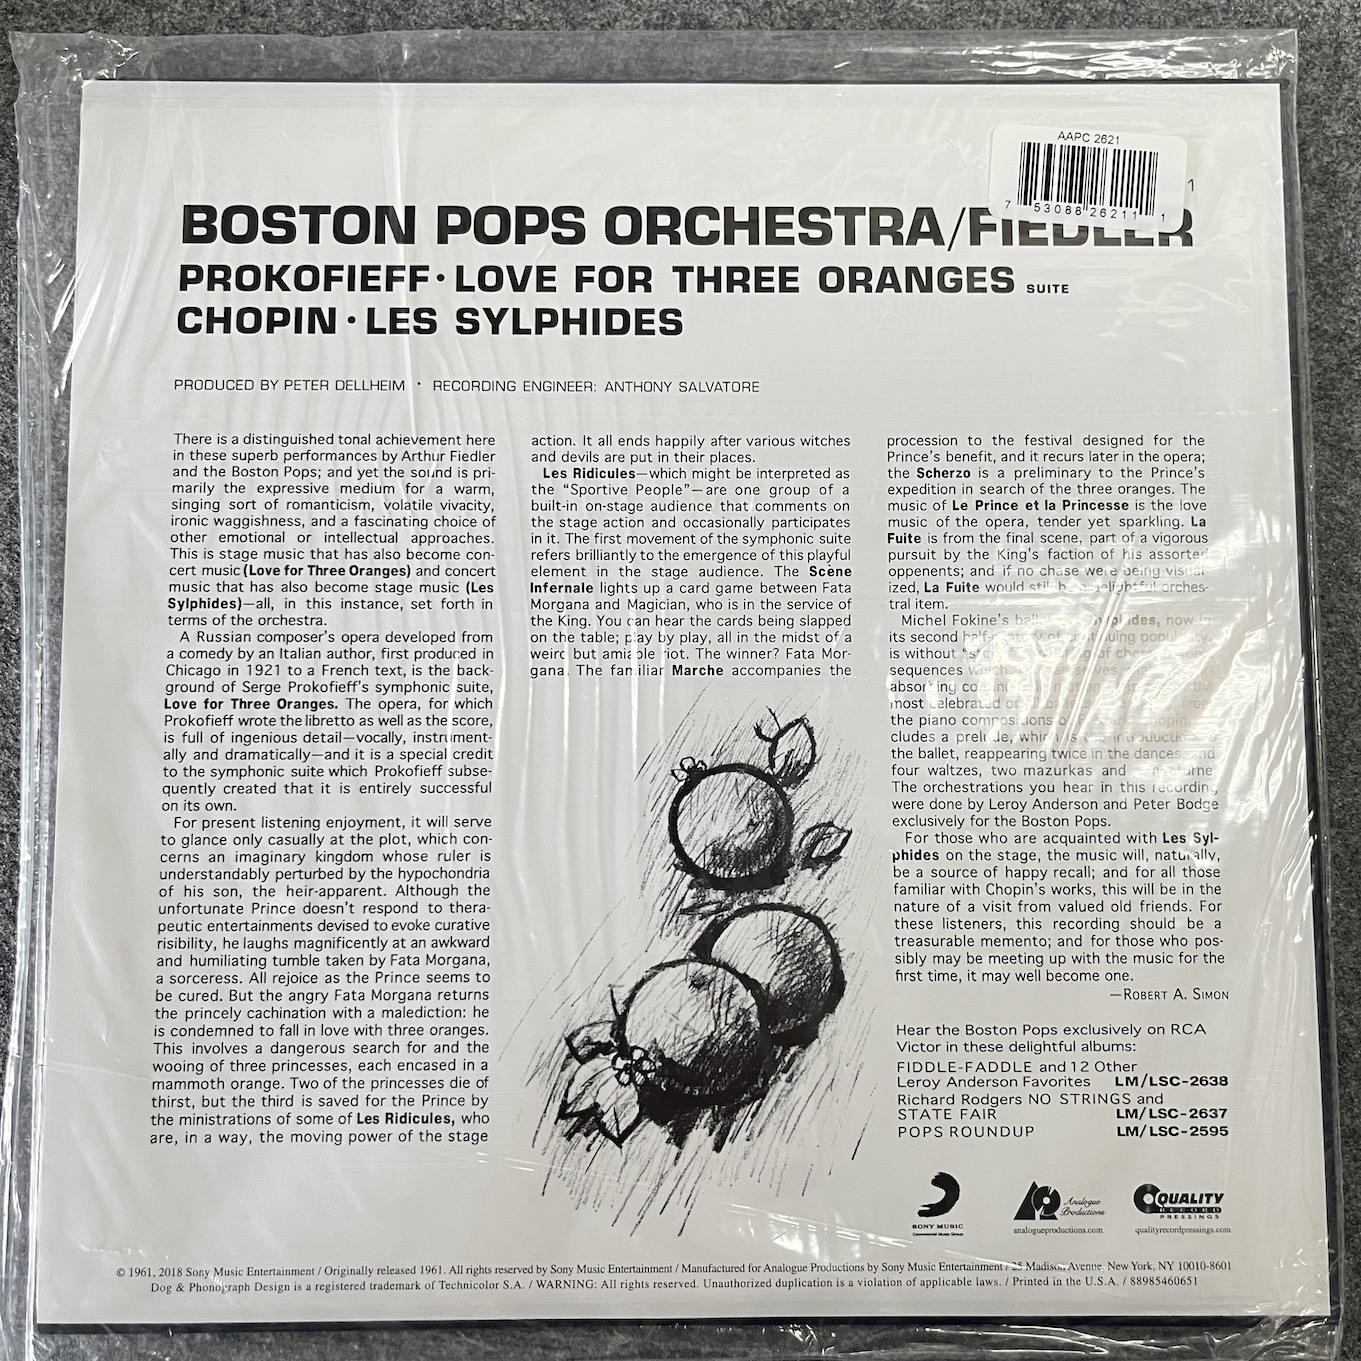 AAPC 2621
1
7 53088 26211 1
BOSTON POPS ORCHESTRA/FIEDLER
PROKOFIEFF · LOVE FOR THREE ORANGES SUITE
CHOPIN · LES SYLPHIDES
PRODUCED BY PETER DELLHEIM · RECORDING ENGINEER: ANTHONY SALVATORE
There is a distinguished tonal achievement here
in these superb performances by Arthur Fiedler
and the Boston Pops; and yet the sound is pri-
marily the expressive medium for a warm,
singing sort of romanticism, volatile vivacity,
ironic waggishness, and a fascinating choice of
other emotional or intellectual approaches.
This is stage music that has also become con-
cert music (Love for Three Oranges) and concert
music that has also become stage music (Les
Sylphides)—all, in this instance, set forth in
terms of the orchestra.
A Russian composer's opera developed from
a comedy by an Italian author, first produced in
Chicago in 1921 to a French text, is the back-
ground of Serge Prokofieff's symphonic suite,
Love for Three Oranges. The opera, for which
Prokofieff wrote the libretto as well as the score,
is full of ingenious detail—vocally, instrument-
ally and dramatically—and it is a special credit
to the symphonic suite which Prokofieff subse-
quently created that it is entirely successful
on its own.
For present listening enjoyment, it will serve
to glance only casually at the plot, which con-
cerns an imaginary kingdom whose ruler is
understandably perturbed by the hypochondria
of his son, the heir-apparent. Although the
unfortunate Prince doesn't respond to thera-
peutic entertainments devised to evoke curative
risibility, he laughs magnificently at an awkward
and humiliating tumble taken by Fata Morgana,
a sorceress. All rejoice as the Prince seems to
be cured. But the angry Fata Morgana returns
the princely cachination with a malediction: he
is condemned to fall in love with three oranges.
This involves a dangerous search for and the
wooing of three princesses, each encased in a
mammoth orange. Two of the princesses die of
thirst, but the third is saved for the Prince by
the ministrations of some of Les Ridicules, who
are, in a way, the moving power of the stage
action. It all ends happily after various witches
and devils are put in their places.
Les Ridicules—which might be interpreted as
the "Sportive People"—are one group of a
built-in on-stage audience that comments on
the stage action and occasionally participates
in it. The first movement of the symphonic suite
refers brilliantly to the emergence of this playful
element in the stage audience. The Scène
Infernale lights up a card game between Fata
Morgana and Magician, who is in the service of
the King. You can hear the cards being slapped
on the table; play by play, all in the midst of a
weird but amiable riot. The winner? Fata Mor-
gana. The familiar Marche accompanies the
procession to the festival designed for the
Prince's benefit, and it recurs later in the opera;
the Scherzo is a preliminary to the Prince's
expedition in search of the three oranges. The
music of Le Prince et la Princesse is the love
music of the opera, tender yet sparkling. La
Fuite is from the final scene, part of a vigorous
pursuit by the King's faction of his assorted
oppenents; and if no chase were being visual-
ized, La Fuite would still be a delightful orches-
tral item.
Michel Fokine's now in
its second of continuing popularity,
is without
sequences
absorbing
most celebrated of
the piano compositions of Chopin,
cludes a prelude, which is the introduction
the ballet, reappearing twice in the dances, and
four waltzes, two mazurkas and
The orchestrations you hear in this recording
were done by Leroy Anderson and Peter Bodge
exclusively for the Boston Pops.
For those who are acquainted with Les Syl-
phides on the stage, the music will, naturally,
be a source of happy recall; and for all those
familiar with Chopin's works, this will be in the
nature of a visit from valued old friends. For
these listeners, this recording should be a
treasurable memento; and for those who pos-
sibly may be meeting up with the music for the
first time, it may well become one.
—ROBERT A. SIMON
Hear the Boston Pops exclusively on RCA
Victor in these delightful albums:
FIDDLE-FADDLE and 12 Other
Leroy Anderson Favorites LM/LSC-2638
Richard Rodgers NO STRINGS and
STATE FAIR LM/LSC-2637
POPS ROUNDUP LM/LSC-2595
SONY MUSIC
Commercial Music Group
Analogue
Productions
analogueproductions.com
QUALITY
RECORD
PRESSINGS
qualityrecordpressings.com
© 1961, 2018 Sony Music Entertainment / Originally released 1961. All rights reserved by Sony Music Entertainment / Manufactured for Analogue Productions by Sony Music Entertainment / 25 Madison Avenue, New York, NY 10010-8601
Dog & Phonograph Design is a registered trademark of Technicolor S.A. / WARNING: All rights reserved. Unauthorized duplication is a violation of applicable laws. / Printed in the U.S.A. / 88985460651